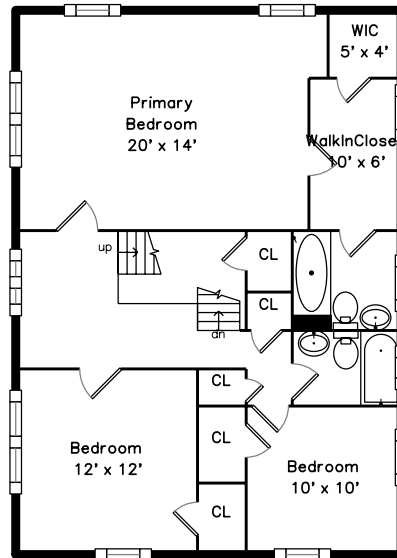 WIC
5' x 4'
Primary
Bedroom
20' x 14'
WalkInClose
10' x 6'
up
CL
CL
dn
CL
Bedroom
12' x 12'
CL
Bedroom
10' x 10'
CL